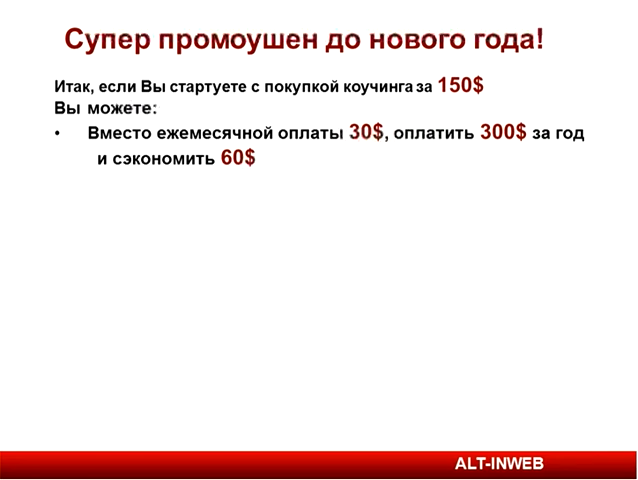 Супер промоушен до нового года!
Итак, если Вы стартуете с покупкой коучинга за 150$
Вы можете:
• Вместо ежемесячной оплаты 30$, оплатить 300$ за год
и сэкономить 60$
ALT-INWEB